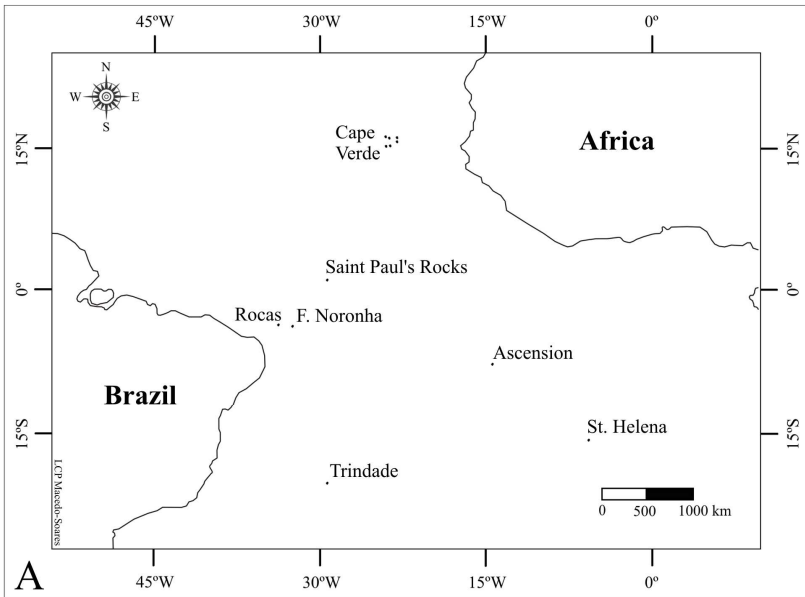 45ºW 30ºW 15ºW 0º
N
W E
S
Cape
Verde
Africa
15ºN 15ºN
Saint Paul's Rocks
0º 0º
Rocas F. Noronha
Ascension
Brazil
St. Helena
15ºS 15ºS
Trindade
LCP Macedo-Soares
0 500 1000 km
A
45ºW 30ºW 15ºW 0º